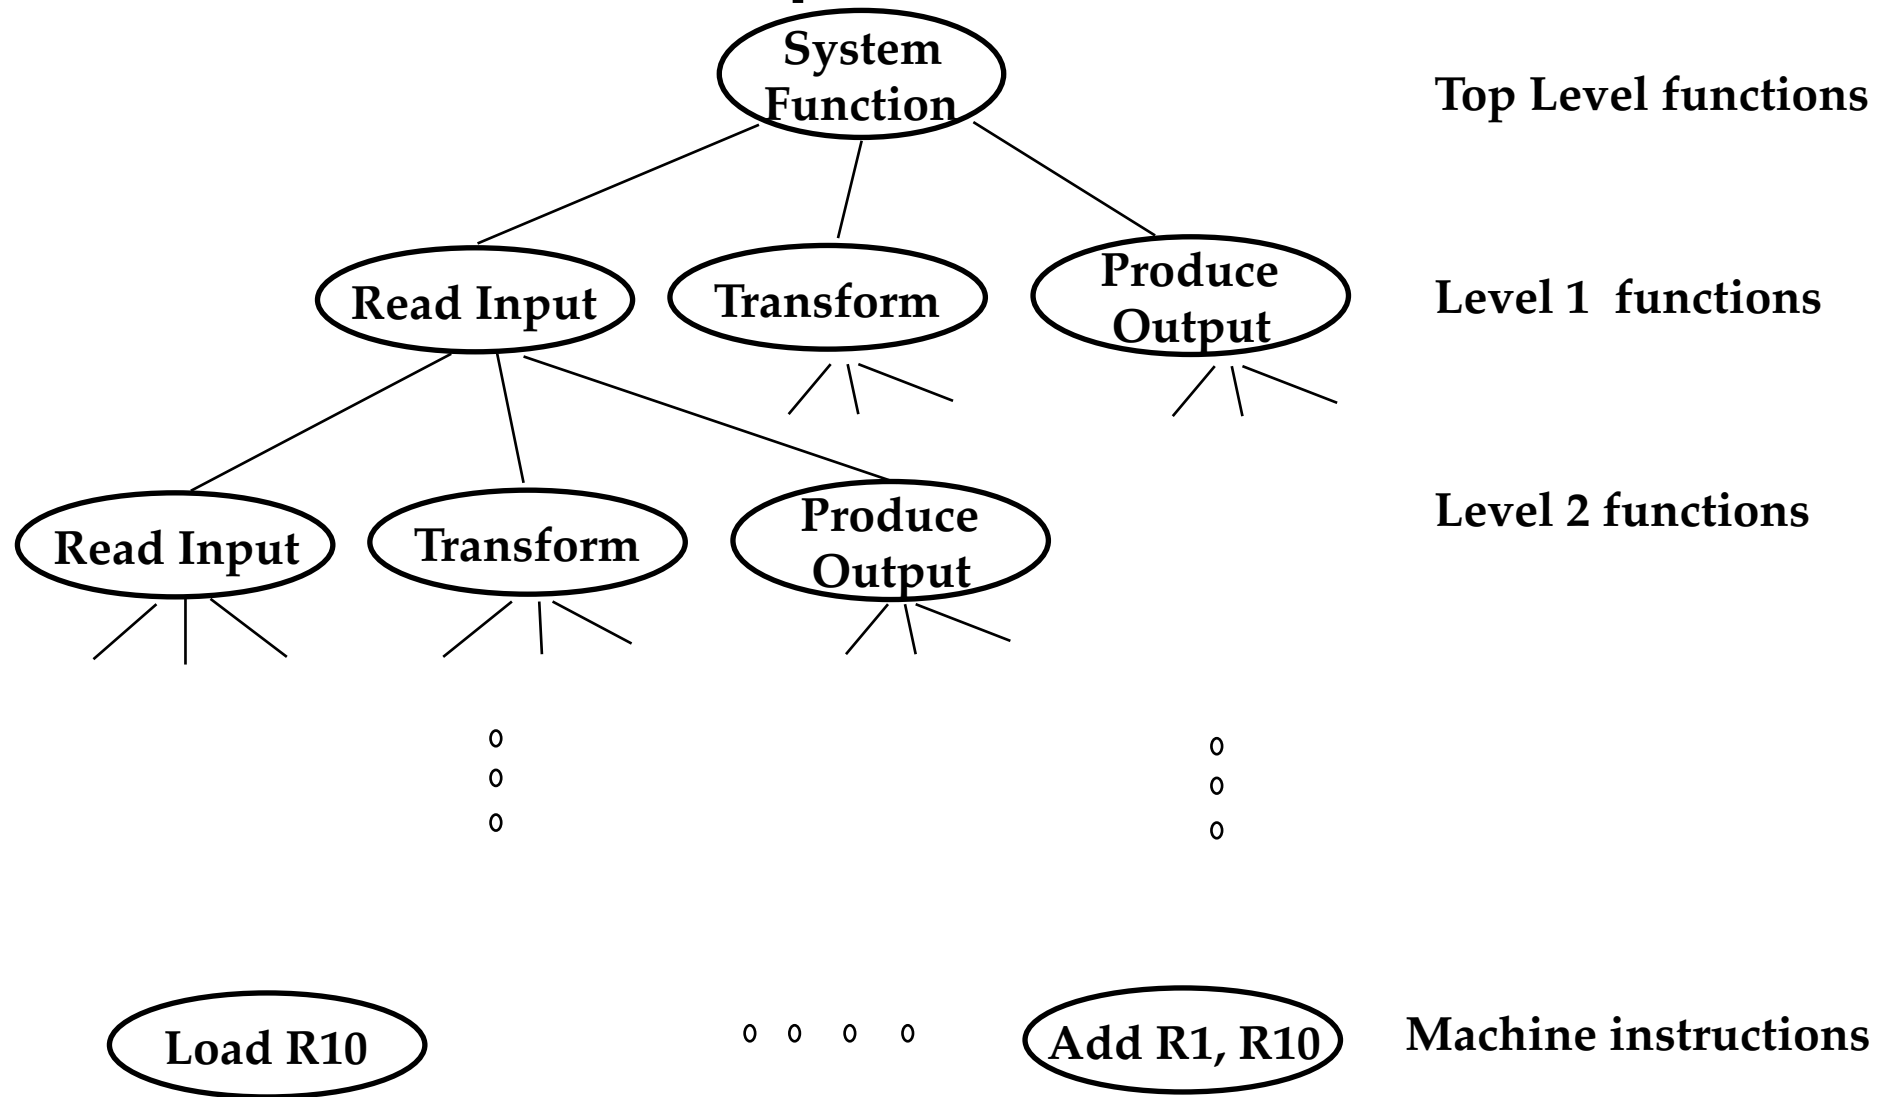 System
Function
Top Level functions
Read Input
Transform
Produce
Output
Level 1 functions
Read Input
Transform
Produce
Output
Level 2 functions
Load R10
Add R1, R10
Machine instructions